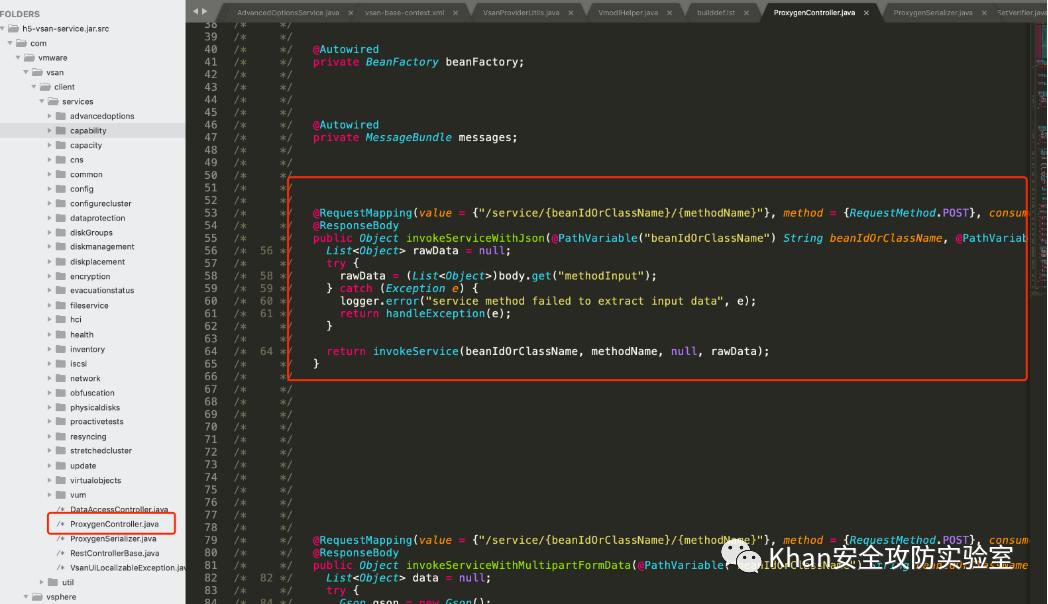 FOLDERS
h5-vsan-service.jar.src
com
vmware
vsan
client
services
advancedoptions
capability
capacity
cns
common
config
configurecluster
dataprotection
diskGroups
diskmanagement
diskplacement
encryption
evacuationstatus
fileservice
hci
health
inventory
iscsi
network
obfuscation
physicaldisks
proactivetests
resyncing
stretchedcluster
update
virtualobjects
vum
/* DataAccessController.java
/* ProxygenController.java
/* ProxygenSerializer.java
/* RestControllerBase.java
/* VsanUiLocalizableException.jav
util
vsphere
AdvancedOptionsService.java × vsan-base-context.xml × VsanProviderUtils.java × VmodlHelper.java × builddef.lst × ProxygenController.java × ProxygenSerializer.java × SetVerifier.java
38 /* */
39 /* */
40 /* */ @Autowired
41 /* */ private BeanFactory beanFactory;
42 /* */
43 /* */
44 /* */
45 /* */
46 /* */ @Autowired
47 /* */ private MessageBundle messages;
48 /* */
49 /* */
50 /* */
51 /* */
52 /* */
53 /* */ @RequestMapping(value = {"/service/{beanIdOrClassName}/{methodName}"}, method = {RequestMethod.POST}, consum
54 /* */ @ResponseBody
55 /* */ public Object invokeServiceWithJson(@PathVariable("beanIdOrClassName") String beanIdOrClassName, @PathVariab
56 /* 56 */ List<Object> rawData = null;
57 /* */ try {
58 /* 58 */ rawData = (List<Object>)body.get("methodInput");
59 /* 59 */ } catch (Exception e) {
60 /* 60 */ logger.error("service method failed to extract input data", e);
61 /* 61 */ return handleException(e);
62 /* */ }
63 /* */
64 /* 64 */ return invokeService(beanIdOrClassName, methodName, null, rawData);
65 /* */ }
66 /* */
67 /* */
68 /* */
69 /* */
70 /* */
71 /* */
72 /* */
73 /* */
74 /* */
75 /* */
76 /* */
77 /* */
78 /* */
79 /* */ @RequestMapping(value = {"/service/{beanIdOrClassName}/{methodName}"}, method = {RequestMethod.POST}, consum
80 /* */ @ResponseBody
81 /* */ public Object invokeServiceWithMultipartFormData(@PathVariable("beanIdOrClassName") String beanIdOrClassName
82 /* 82 */ List<Object> data = null;
83 /* */ try {
84 /* 84 */ Gson gson = new Gson();
Khan安全攻防实验室